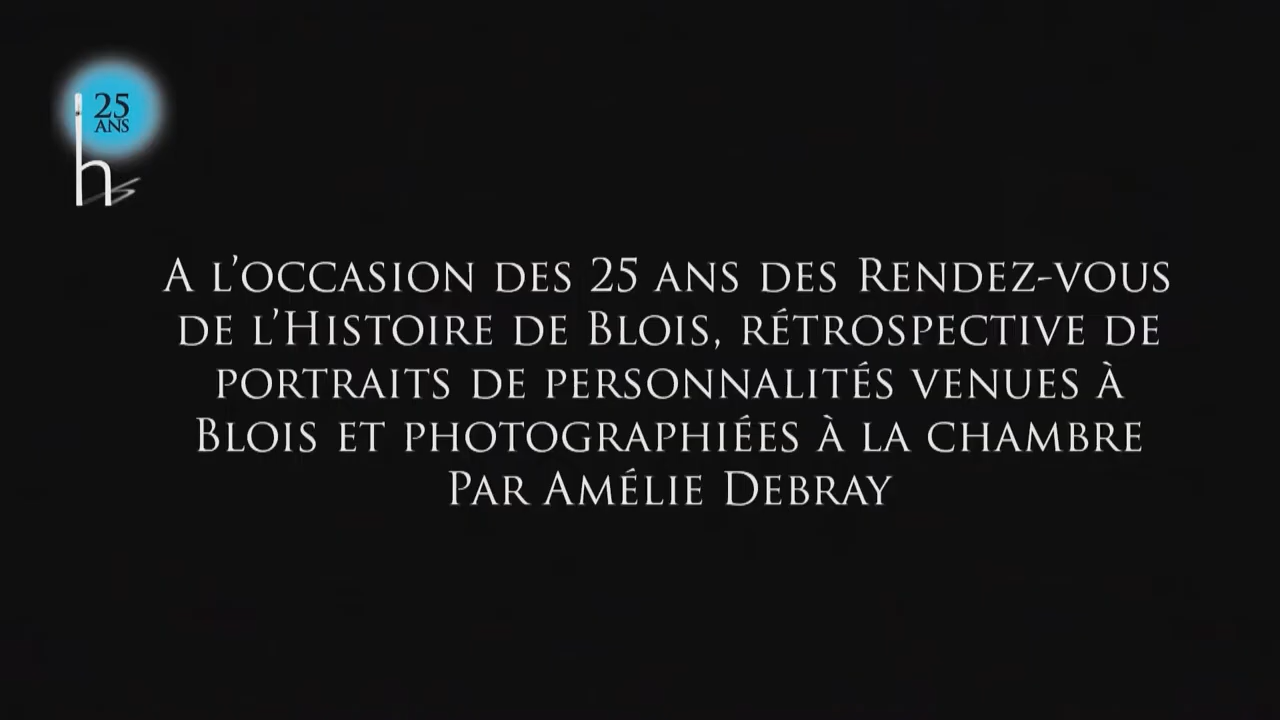 25
ANS
h
A l’occasion des 25 ans des Rendez-vous
de l’Histoire de Blois, rétrospective de
portraits de personnalités venues à
Blois et photographiées à la chambre
Par Amélie Debray